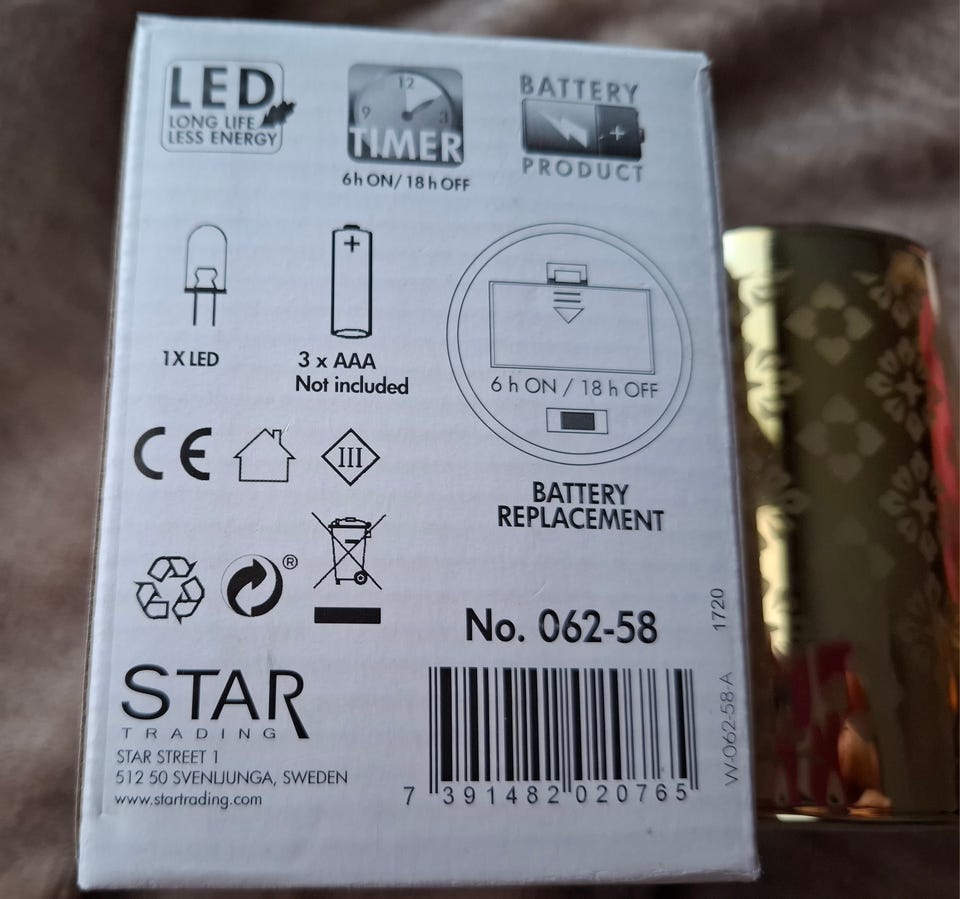 LED
LONG LIFE
LESS ENERGY
12
9
3
TIMER
6h ON/ 18 h OFF
BATTERY
+
PRODUCT
+
1X LED
3 x AAA
Not included
6 h ON / 18 h OFF
BATTERY
REPLACEMENT
CE
III
®
No. 062-58
1720
W-062-58-A
STAR
TRADING
STAR STREET 1
512 50 SVENLJUNGA, SWEDEN
www.startrading.com
7 391482 020765